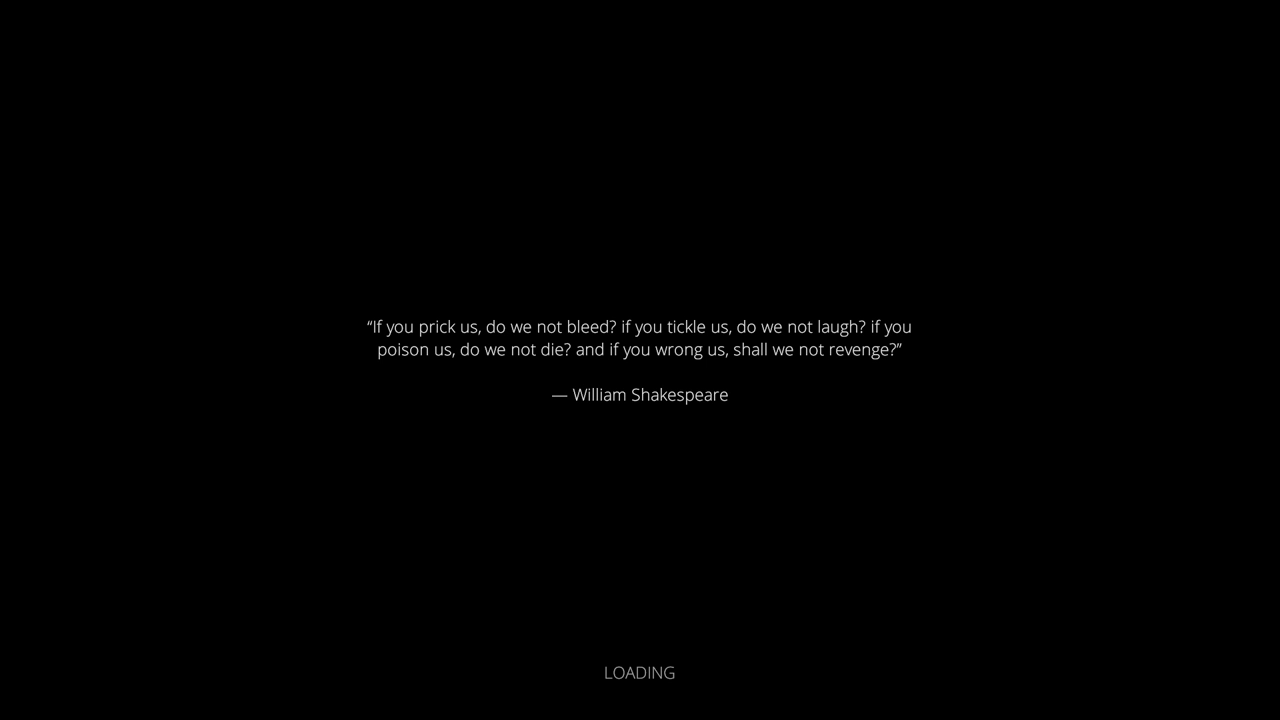 “If you prick us, do we not bleed? if you tickle us, do we not laugh? if you
poison us, do we not die? and if you wrong us, shall we not revenge?”
— William Shakespeare
LOADING